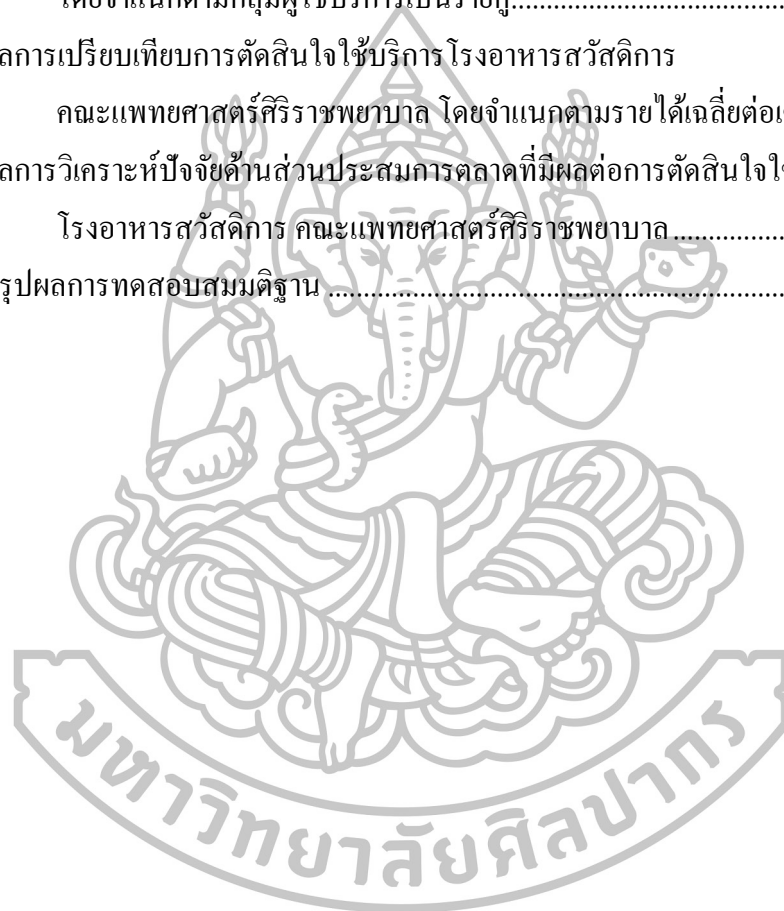 โดยจำแนกตามกลุ่มผู้ใช้บริการเป็นรายคู่
ลการเปรียบเทียบการตัดสินใจใช้บริการโรงอาหารสวัสดิการ
คณะแพทยศาสตร์ศิริราชพยาบาล โดยจำแนกตามรายได้เฉลี่ยต่อเ
ลการวิเคราะห์ปัจจัยด้านส่วนประสมการตลาดที่มีผลต่อการตัดสินใจใช
โรงอาหารสวัสดิการ คณะแพทยศาสตร์ศิริราชพยาบาล
รุปผลการทดสอบสมมติฐาน
มหาวิทยาลัยศิลปากร